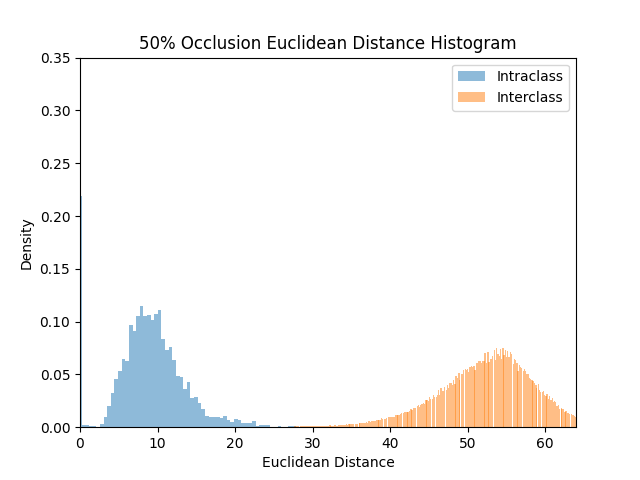 50% Occlusion Euclidean Distance Histogram
0.35
0.30
0.25
0.20
0.15
0.10
0.05
0.00
Density
Intraclass
Interclass
0 10 20 30 40 50 60
Euclidean Distance